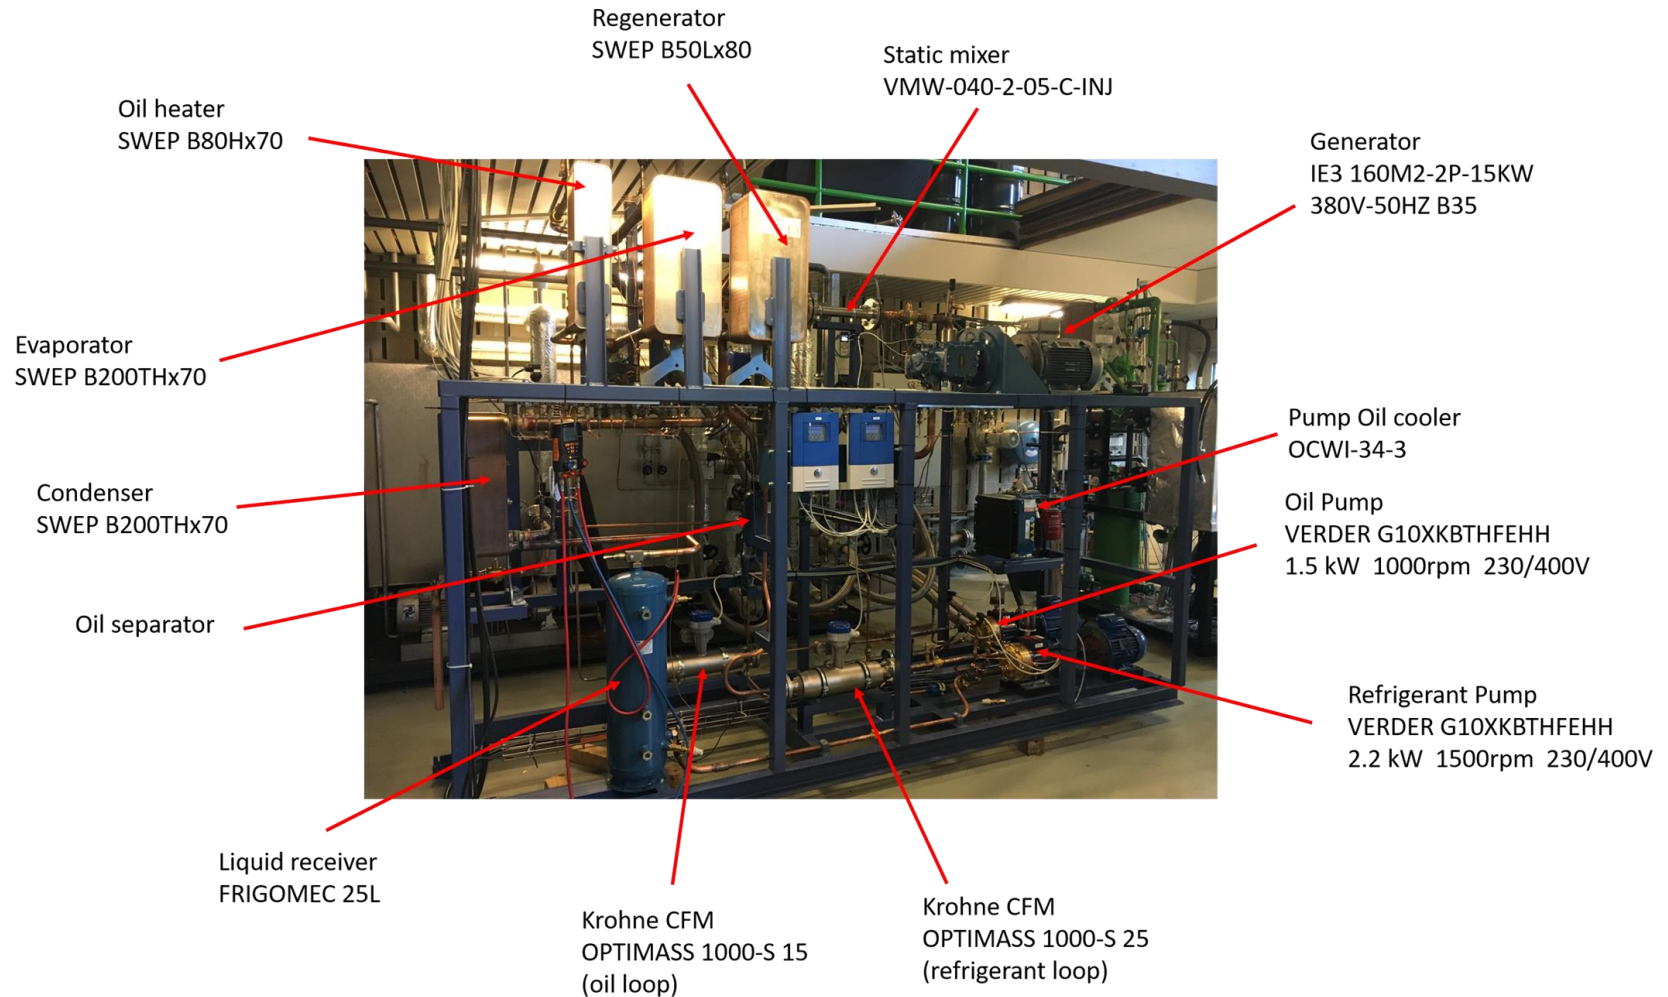 Regenerator
SWEP B50Lx80
Static mixer
VMW-040-2-05-C-INJ
Oil heater
SWEP B80Hx70
Generator
IE3 160M2-2P-15KW
380V-50HZ B35
Evaporator
SWEP B200THx70
Pump Oil cooler
OCWI-34-3
Condenser
SWEP B200THx70
Oil Pump
VERDER G10XKBTHFEHH
1.5 kW 1000rpm 230/400V
Oil separator
Refrigerant Pump
VERDER G10XKBTHFEHH
2.2 kW 1500rpm 230/400V
Liquid receiver
FRIGOMEC 25L
Krohne CFM
OPTIMASS 1000-S 15
(oil loop)
Krohne CFM
OPTIMASS 1000-S 25
(refrigerant loop)